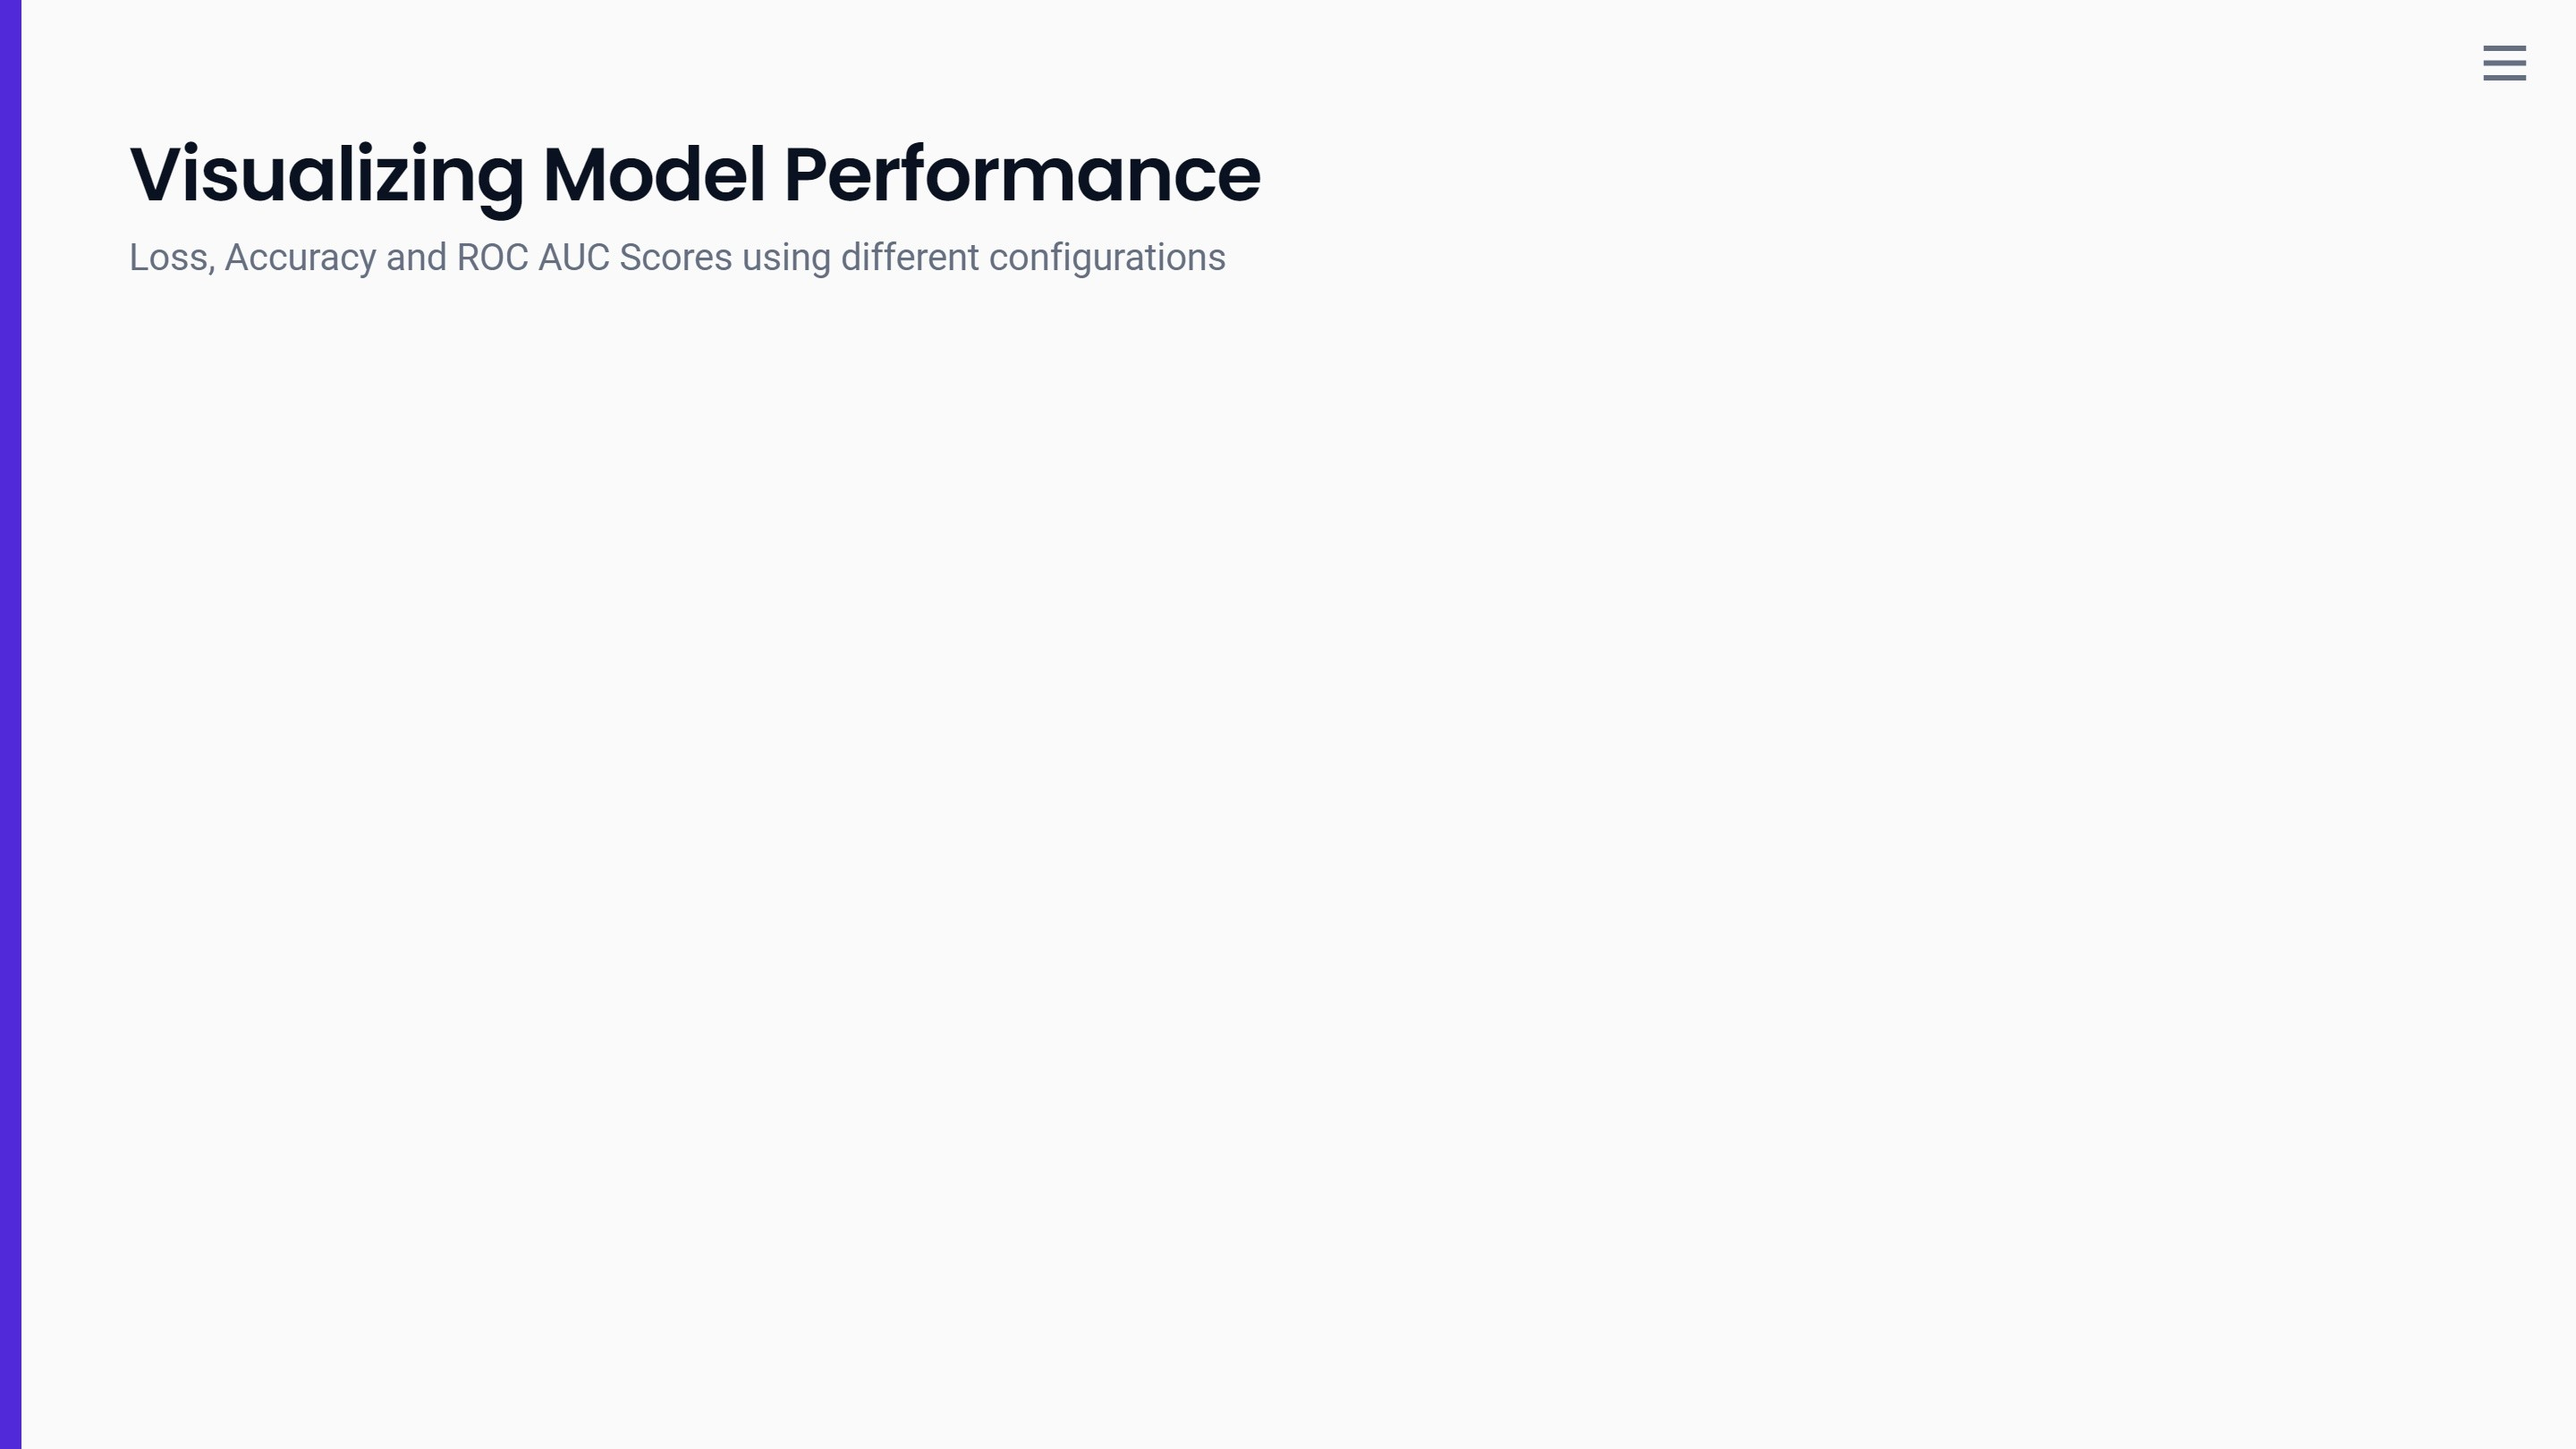 Visualizing Model Performance
Loss, Accuracy and ROC AUC Scores using different configurations